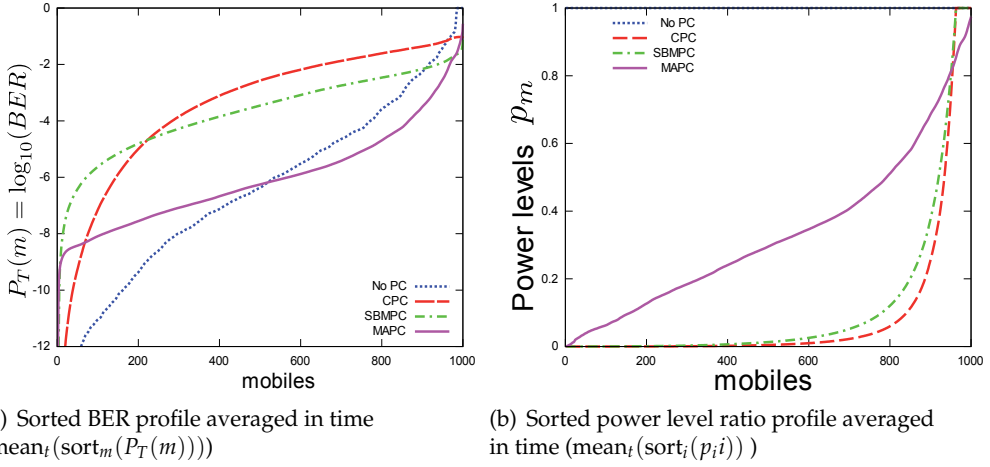 0
-2
-4
-6
-8
-10
-12
P_T(m) = log₁₀(BER)
No PC
CPC
SBMPC
MAPC
0 200 400 600 800 1000
mobiles
1
0.8
0.6
0.4
0.2
0
Power levels p_m
No PC
CPC
SBMPC
MAPC
0 200 400 600 800 1000
mobiles
) Sorted BER profile averaged in time
mean_t(sort_m(P_T(m))))
(b) Sorted power level ratio profile averaged
in time (mean_t(sort_i(p_i i)) )